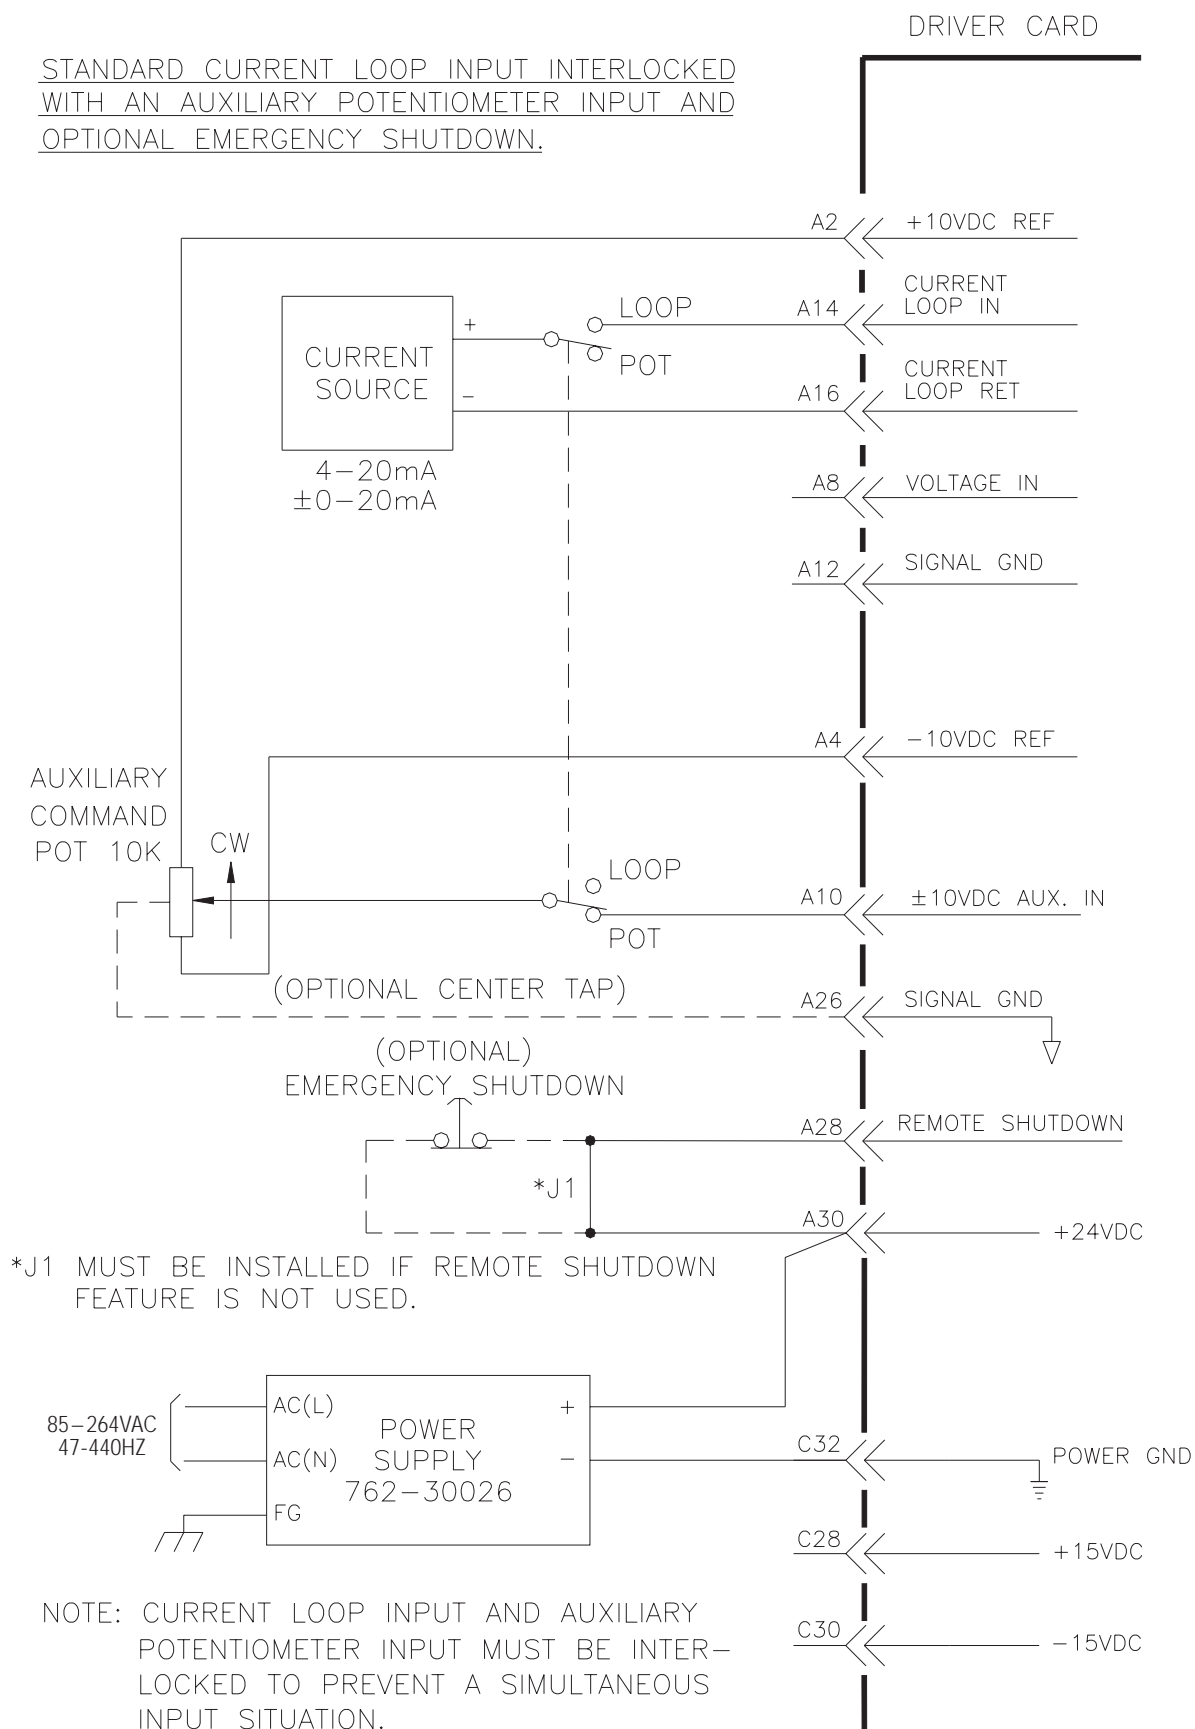 DRIVER CARD
STANDARD CURRENT LOOP INPUT INTERLOCKED
WITH AN AUXILIARY POTENTIOMETER INPUT AND
OPTIONAL EMERGENCY SHUTDOWN.
A2
+10VDC REF
CURRENT
LOOP IN
LOOP
A14
+
CURRENT
SOURCE
POT
CURRENT
LOOP RET
A16
−
4−20mA
±0−20mA
A8
VOLTAGE IN
A12
SIGNAL GND
A4
−10VDC REF
AUXILIARY
COMMAND
POT 10K
CW
LOOP
A10
±10VDC AUX. IN
POT
(OPTIONAL CENTER TAP)
A26
SIGNAL GND
(OPTIONAL)
EMERGENCY SHUTDOWN
A28
REMOTE SHUTDOWN
*J1
A30
+24VDC
*J1 MUST BE INSTALLED IF REMOTE SHUTDOWN
FEATURE IS NOT USED.
85−264VAC
47-440HZ
AC(L)
+
POWER
SUPPLY
762−30026
AC(N)
−
FG
C32
POWER GND
C28
+15VDC
C30
−15VDC
NOTE: CURRENT LOOP INPUT AND AUXILIARY
POTENTIOMETER INPUT MUST BE INTER−
LOCKED TO PREVENT A SIMULTANEOUS
INPUT SITUATION.